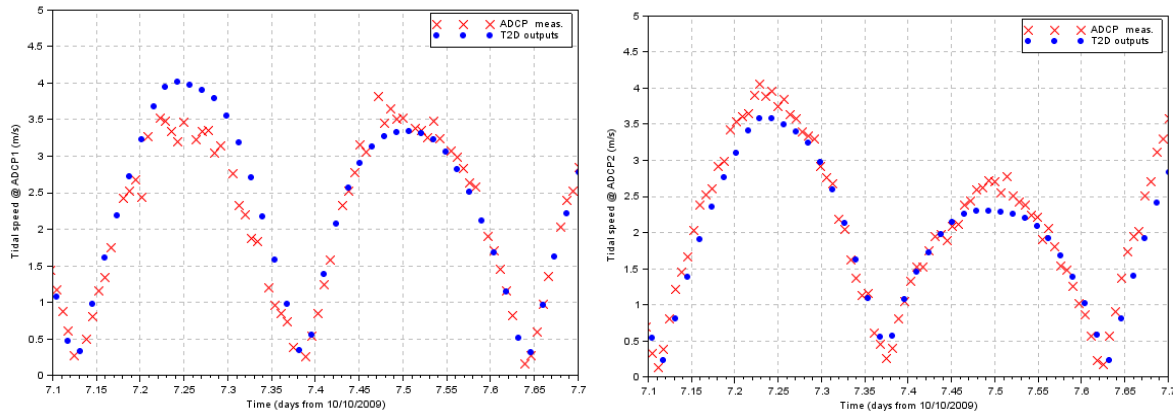 5
4.5
4
3.5
3
2.5
2
1.5
1
0.5
0
Tidal speed @ ADCP1 (m/s)
ADCP meas.
T2D outputs
7.1 7.15 7.2 7.25 7.3 7.35 7.4 7.45 7.5 7.55 7.6 7.65 7.7
Time (days from 10/10/2009)
5
4.5
4
3.5
3
2.5
2
1.5
1
0.5
0
Tidal speed @ ADCP2 (m/s)
ADCP meas.
T2D outputs
7.1 7.15 7.2 7.25 7.3 7.35 7.4 7.45 7.5 7.55 7.6 7.65 7.7
Time (days from 10/10/2009)